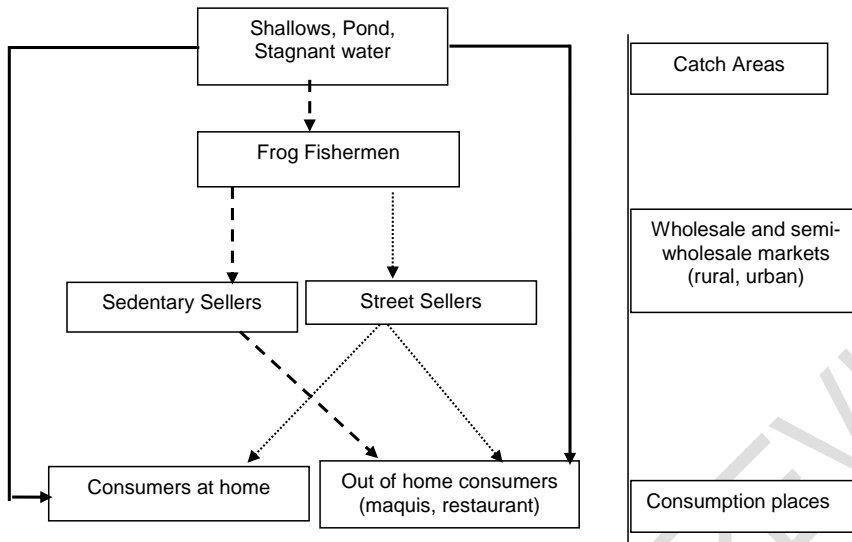 Shallows, Pond,
Stagnant water
Frog Fishermen
Sedentary Sellers
Street Sellers
Consumers at home
Out of home consumers
(maquis, restaurant)
Catch Areas
Wholesale and semi-
wholesale markets
(rural, urban)
Consumption places